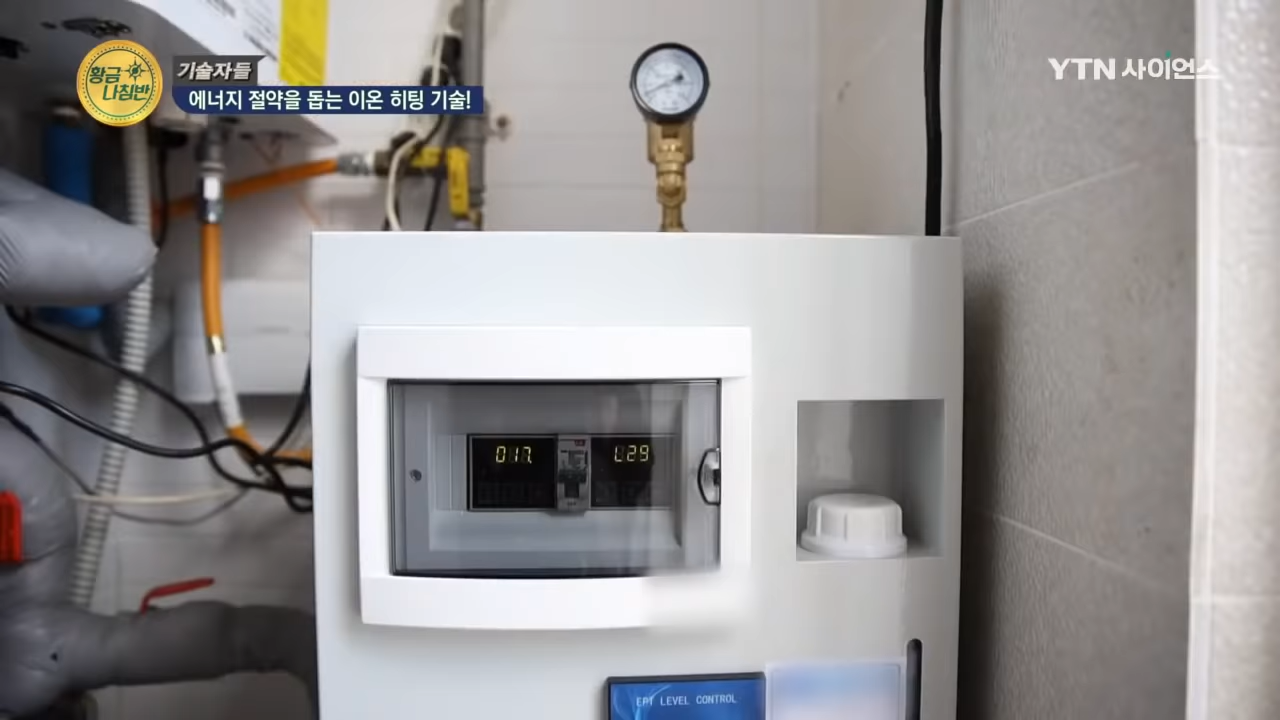 황금
나침반
기술자들
에너지 절약을 돕는 이온 히팅 기술!
YTN 사이언스
017.
L29
EPT LEVEL CONTROL